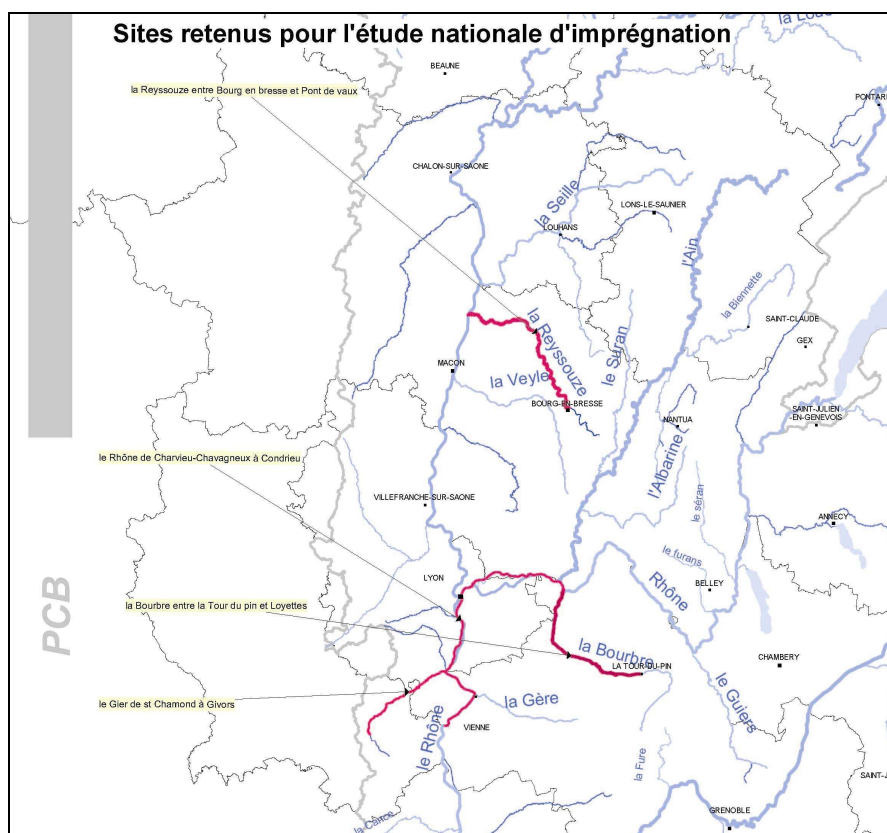 Sites retenus pour l'étude nationale d'imprégnation
BEAUNE
la Reyssouze entre Bourg en bresse et Pont de vaux
CHALON-SUR-SAONE
la Seille
LONS-LE-SAUNIER
LOUHANS
l'Ain
la Biennette
SAINT-CLAUDE
GEX
la Reyssouze
le Suran
MACON
la Veyle
BOURG-EN-BRESSE
NANTUA
SAINT-JULIEN
-EN-GENEVOIS
l'Albarine
le Rhône de Charvieu-Chavagneux à Condrieu
VILLEFRANCHE-SUR-SAONE
le séran
ANNECY
le furans
LYON
BELLEY
Rhône
PCB
la Bourbre entre la Tour du pin et Loyettes
la Bourbre
LA TOUR-DU-PIN
CHAMBERY
le Guiers
le Gier de st Chamond à Givors
la Gère
VIENNE
le Rhône
la Fure
GRENOBLE